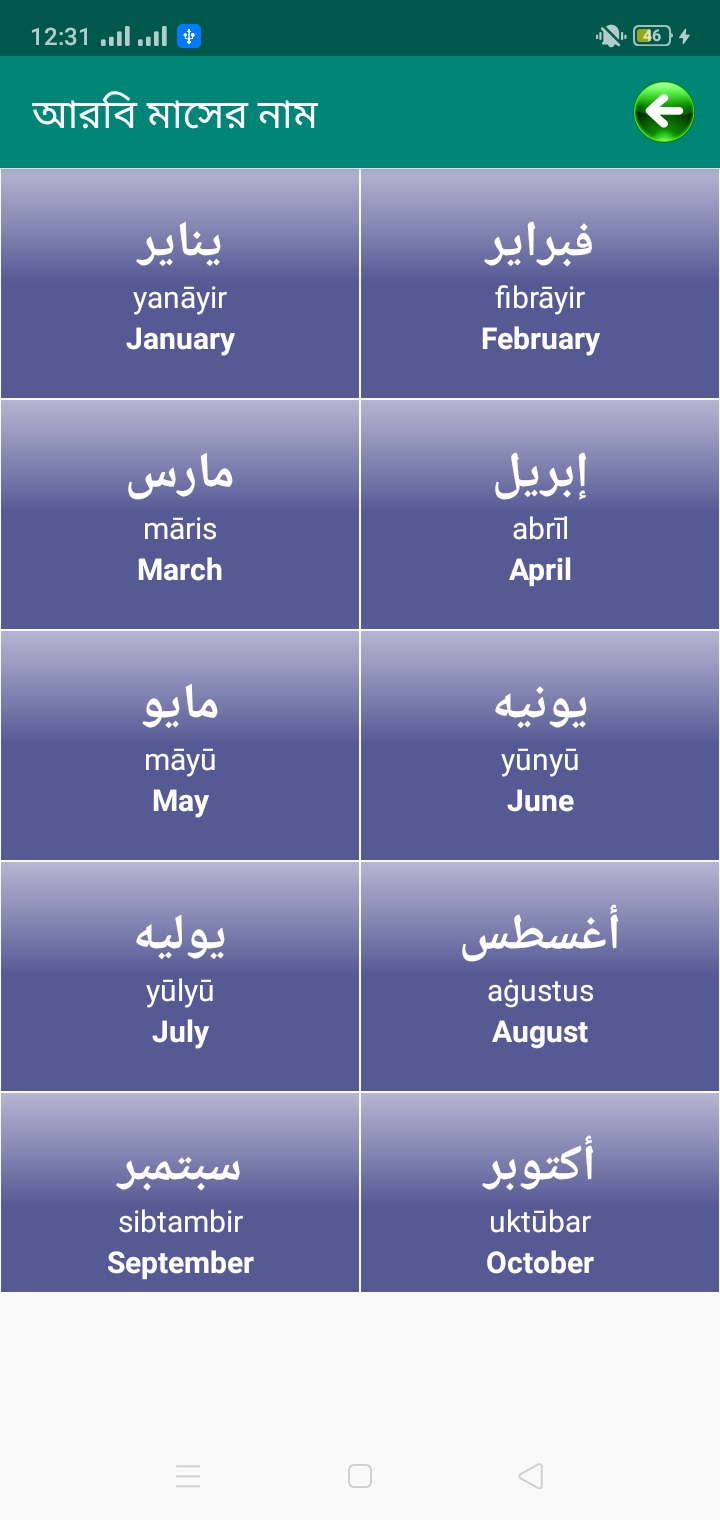 12:31
46
আরবি মাসের নাম
يناير
yanāyir
January
فبراير
fibrāyir
February
مارس
māris
March
إبريل
abrīl
April
مايو
māyū
May
يونيه
yūnyū
June
يوليه
yūlyū
July
أغسطس
aġustus
August
سبتمبر
sibtambir
September
أكتوبر
uktūbar
October